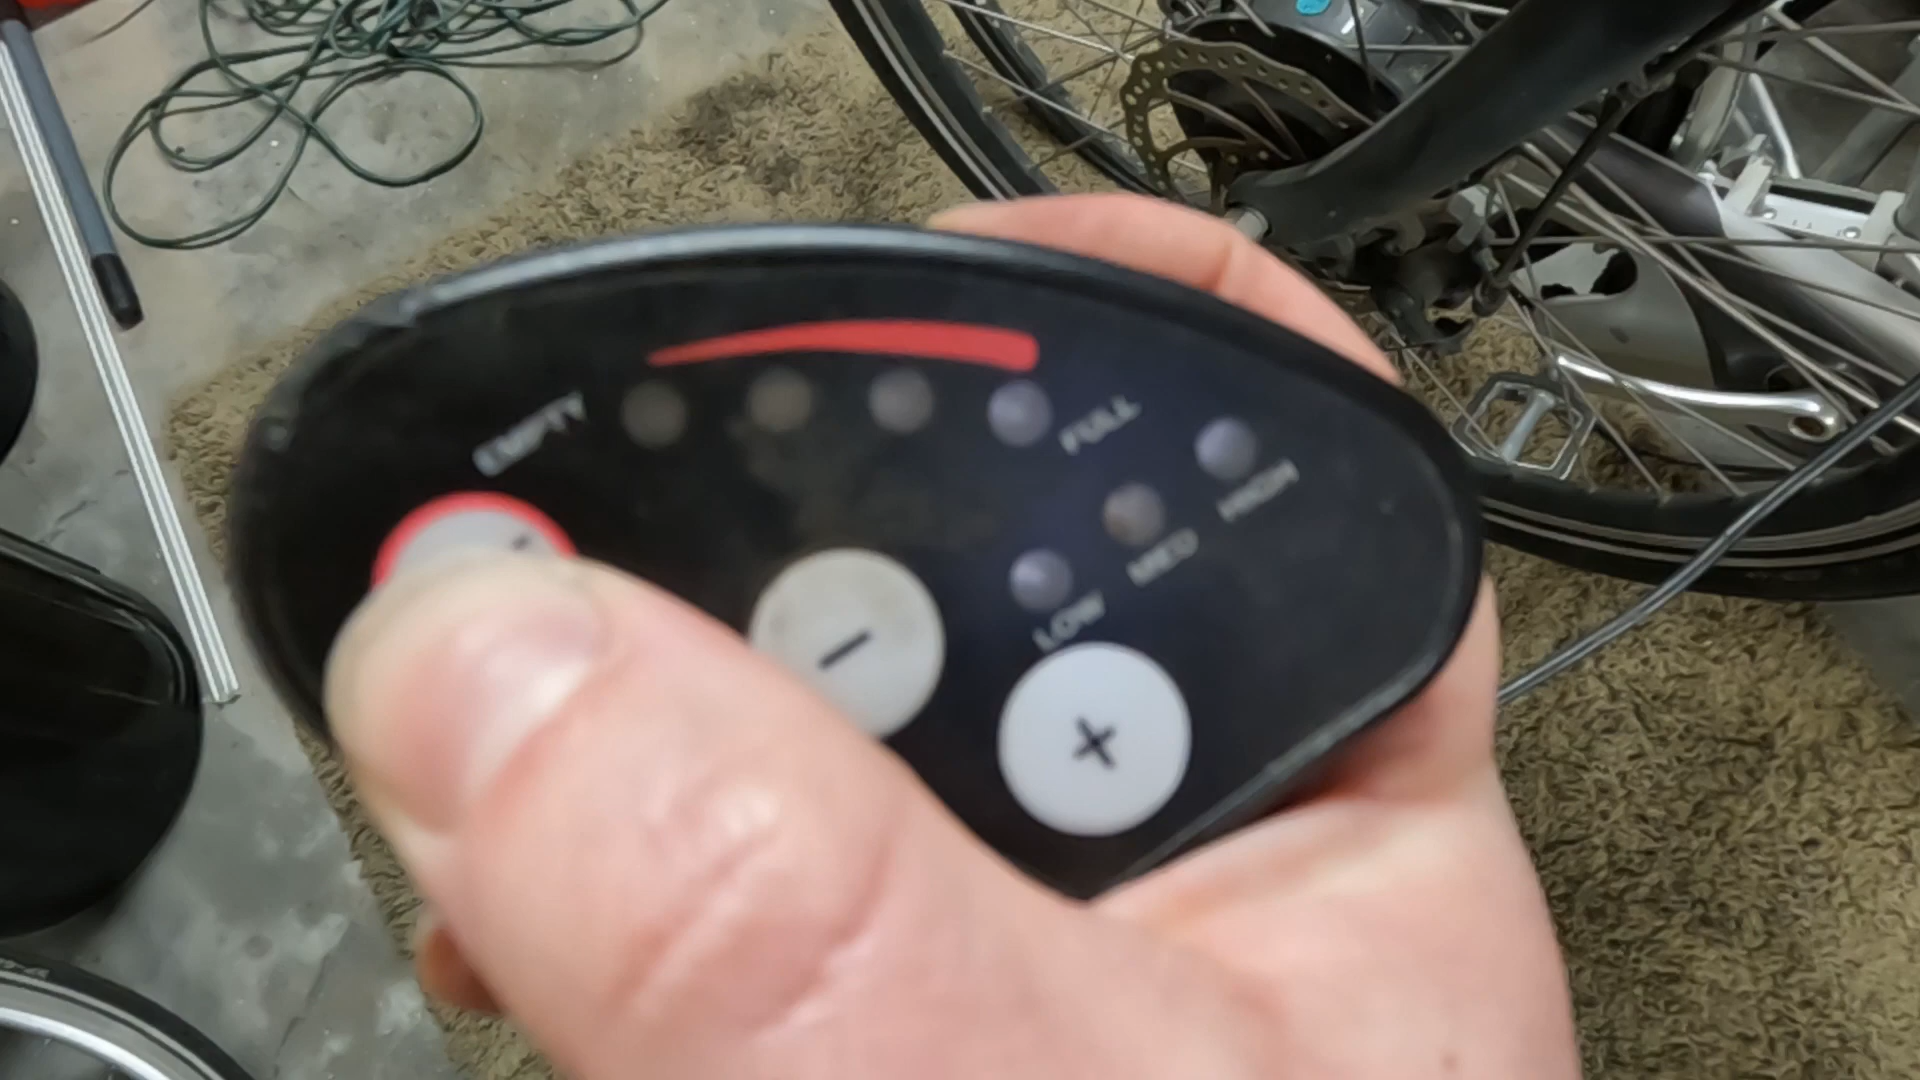 EMPTY
FULL
HIGH
MED
LOW
-
+